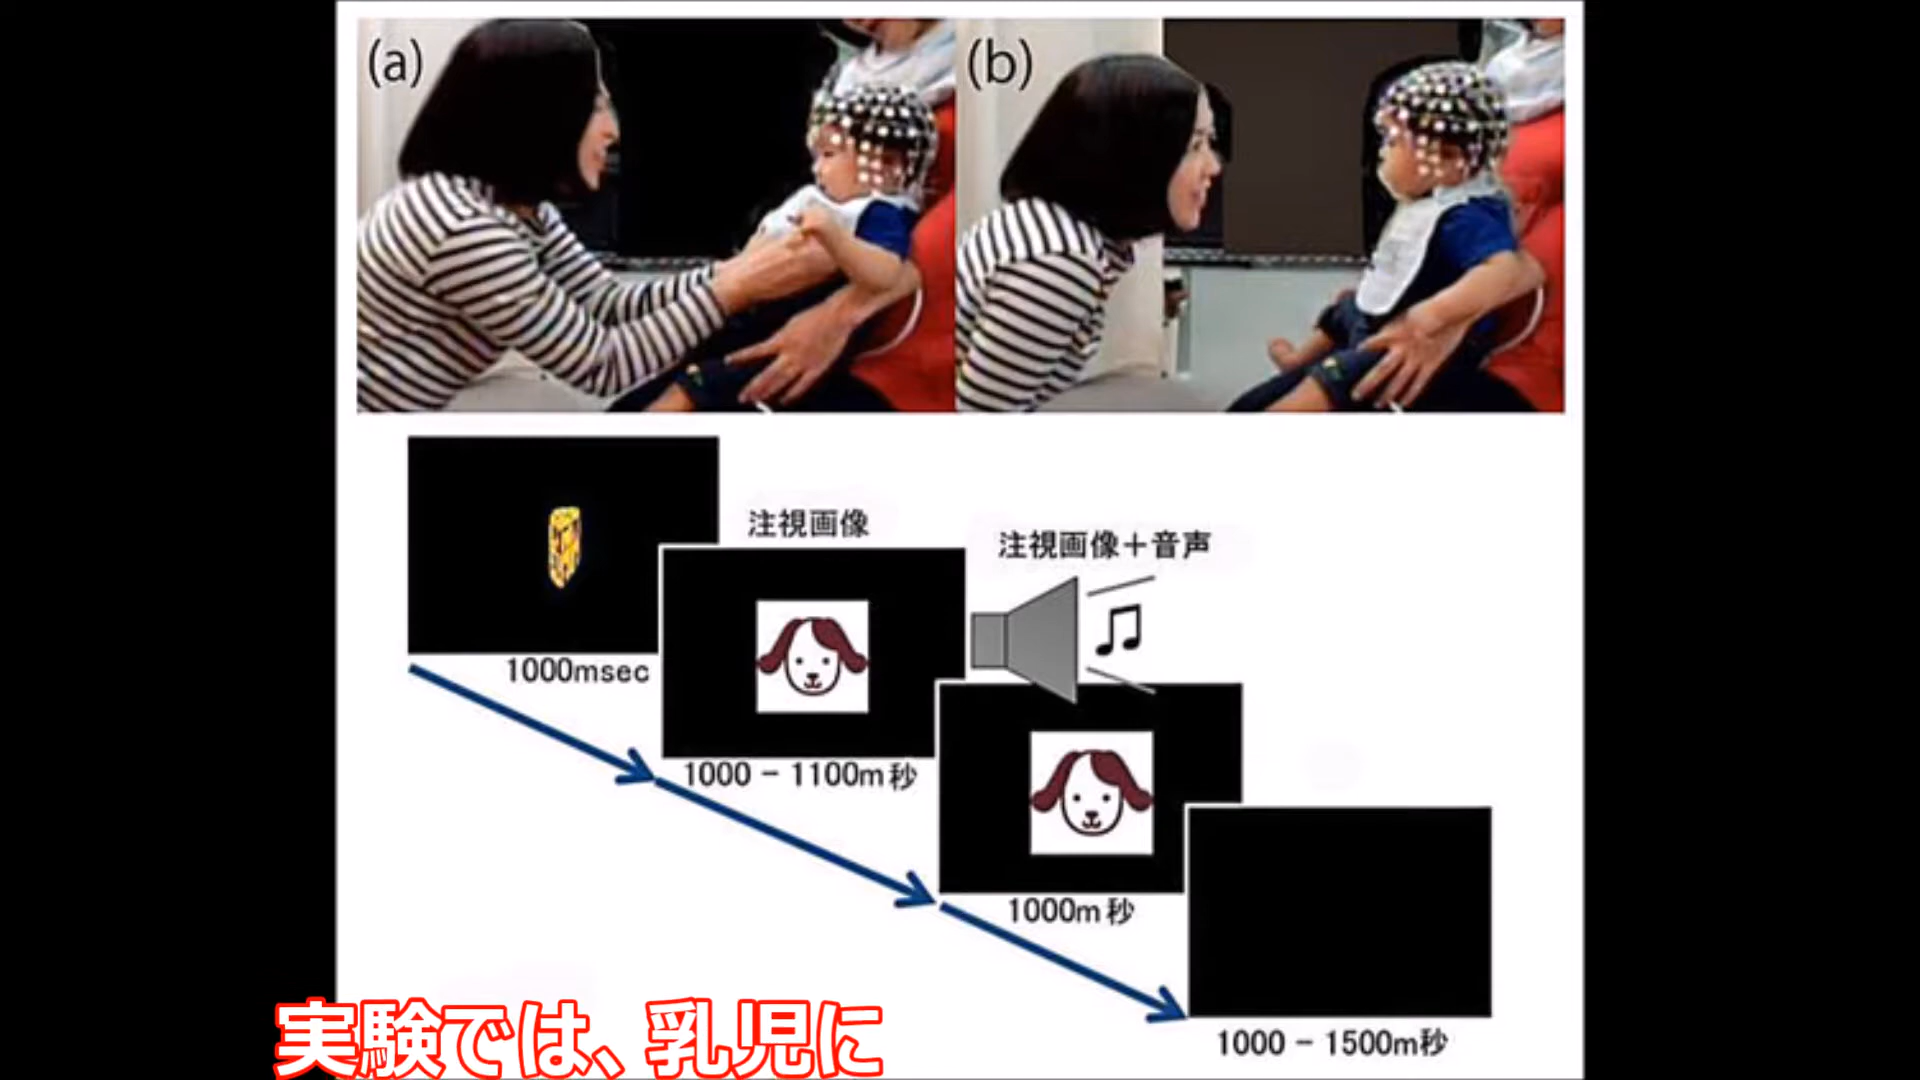 (a)
(b)
注視画像
注視画像＋音声
1000msec
1000 − 1100m秒
1000m秒
1000 − 1500m秒
実験では、乳児に